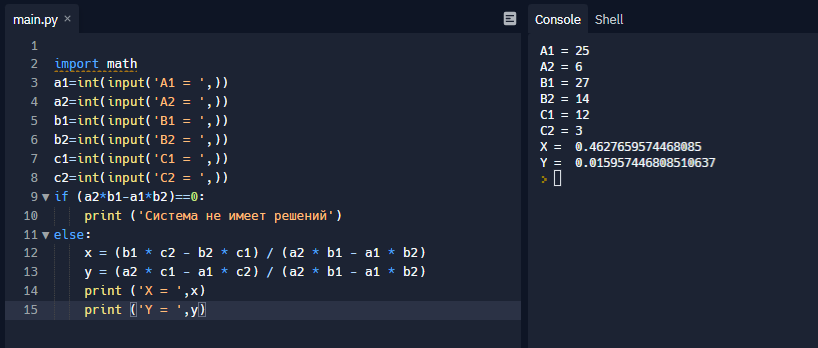 main.py ×
1
2 import math
3 a1=int(input('A1 = ',))
4 a2=int(input('A2 = ',))
5 b1=int(input('B1 = ',))
6 b2=int(input('B2 = ',))
7 c1=int(input('C1 = ',))
8 c2=int(input('C2 = ',))
9 if (a2*b1-a1*b2)==0:
10 print ('Система не имеет решений')
11 else:
12 x = (b1 * c2 - b2 * c1) / (a2 * b1 - a1 * b2)
13 y = (a2 * c1 - a1 * c2) / (a2 * b1 - a1 * b2)
14 print ('X = ',x)
15 print ('Y = ',y)
Console Shell
A1 = 25
A2 = 6
B1 = 27
B2 = 14
C1 = 12
C2 = 3
X =  0.4627659574468085
Y =  0.015957446808510637
>